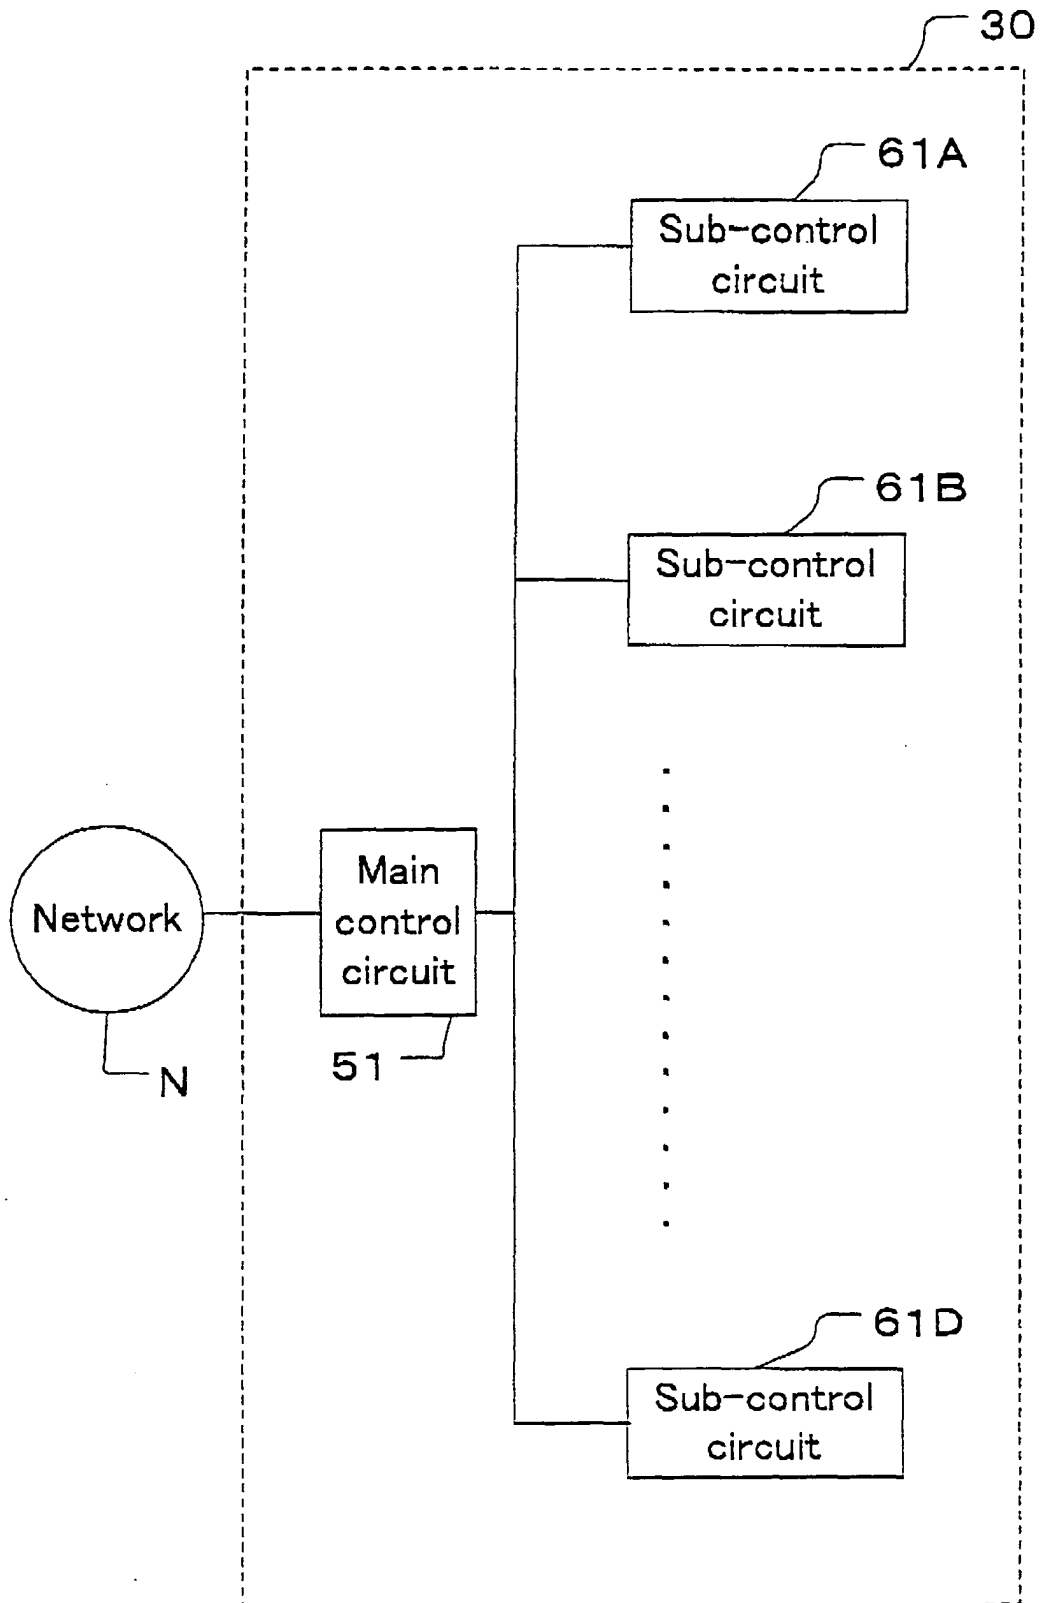 30
61A
Sub-control
circuit
61B
Sub-control
circuit
Network
N
Main
control
circuit
51
61D
Sub-control
circuit